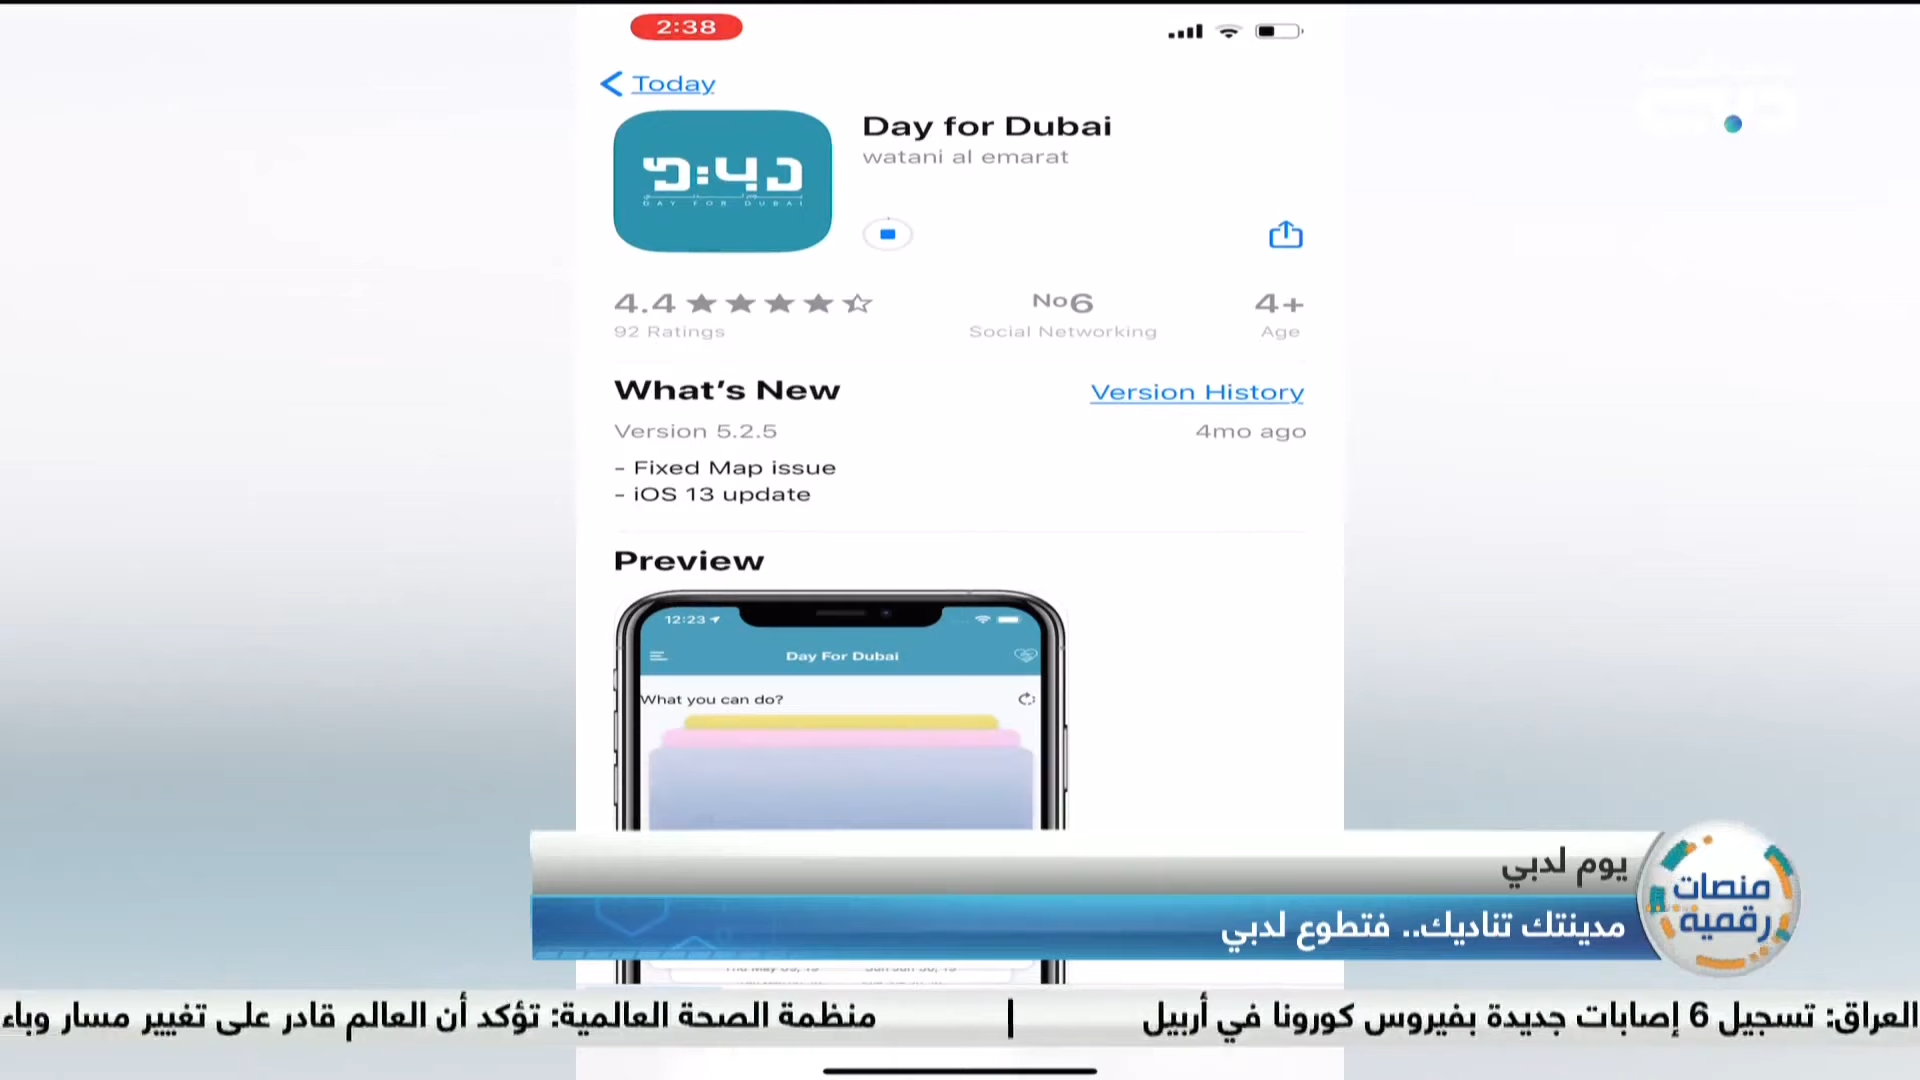 2:38
Today
Day for Dubai
watani al emarat
DAY FOR DUBAI
4.4
92 Ratings
No6
Social Networking
4+
Age
What's New
Version History
Version 5.2.5
4mo ago
- Fixed Map issue
- iOS 13 update
Preview
12:23
Day For Dubai
What you can do?
يوم لدبي
مدينتك تناديك.. فتطوع لدبي
منصات
رقمية
العراق: تسجيل 6 إصابات جديدة بفيروس كورونا في أربيل | منظمة الصحة العالمية: تؤكد أن العالم قادر على تغيير مسار وباء